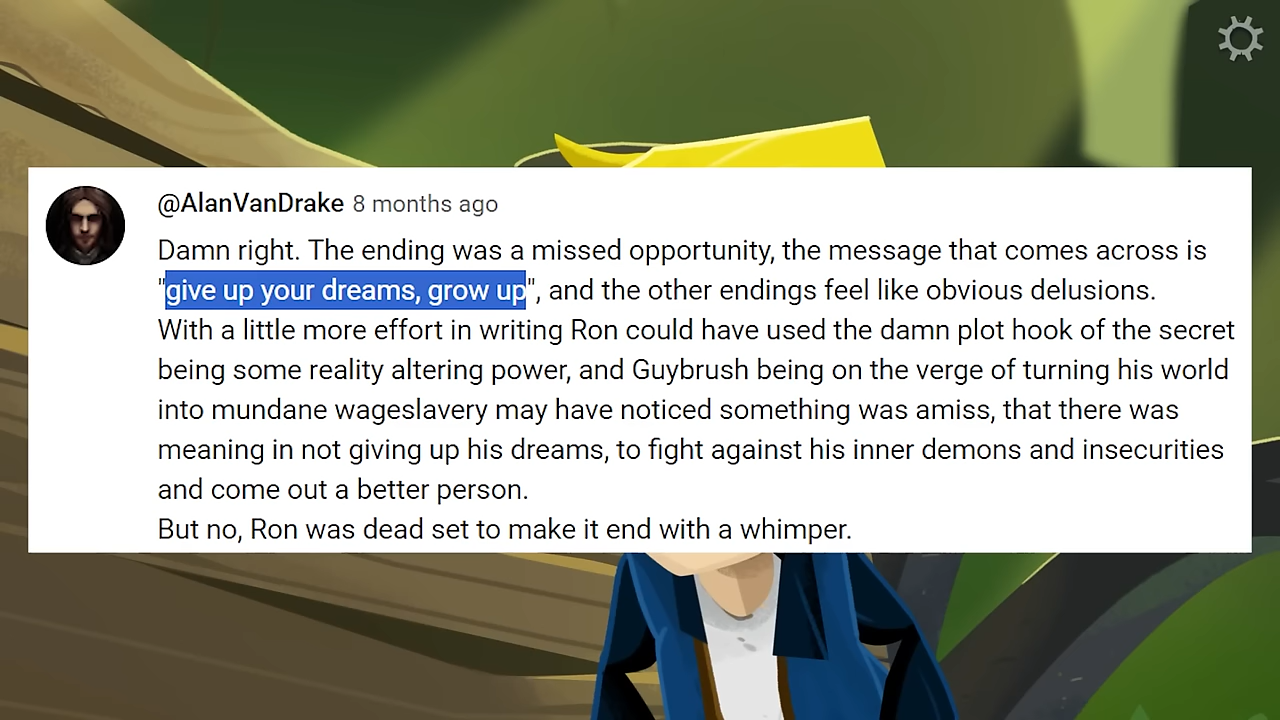 @AlanVanDrake 8 months ago
Damn right. The ending was a missed opportunity, the message that comes across is
"give up your dreams, grow up", and the other endings feel like obvious delusions.
With a little more effort in writing Ron could have used the damn plot hook of the secret
being some reality altering power, and Guybrush being on the verge of turning his world
into mundane wageslavery may have noticed something was amiss, that there was
meaning in not giving up his dreams, to fight against his inner demons and insecurities
and come out a better person.
But no, Ron was dead set to make it end with a whimper.